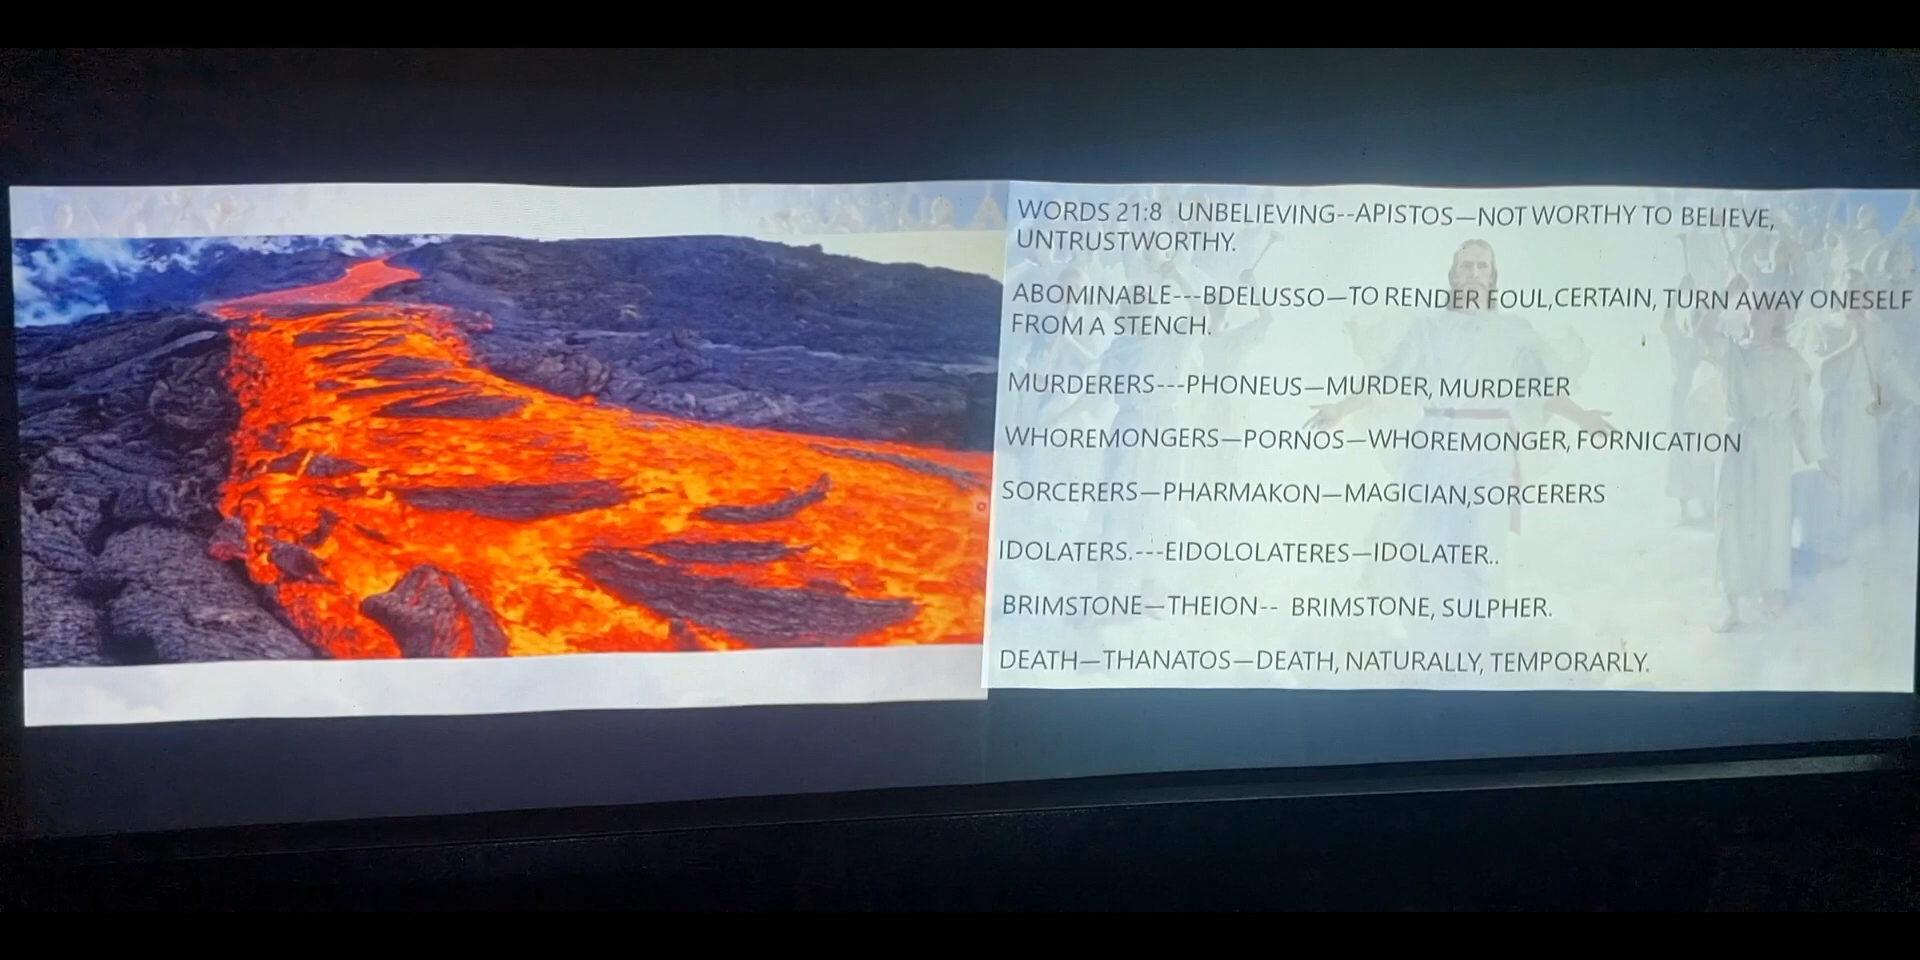 WORDS 21:8  UNBELIEVING--APISTOS—NOT WORTHY TO BELIEVE,
UNTRUSTWORTHY.
ABOMINABLE---BDELUSSO—TO RENDER FOUL,CERTAIN, TURN AWAY ONESELF
FROM A STENCH.
MURDERERS---PHONEUS—MURDER, MURDERER
WHOREMONGERS—PORNOS—WHOREMONGER, FORNICATION
SORCERERS—PHARMAKON—MAGICIAN,SORCERERS
IDOLATERS.---EIDOLOLATERES—IDOLATER..
BRIMSTONE—THEION-- BRIMSTONE, SULPHER.
DEATH—THANATOS—DEATH, NATURALLY, TEMPORARLY.